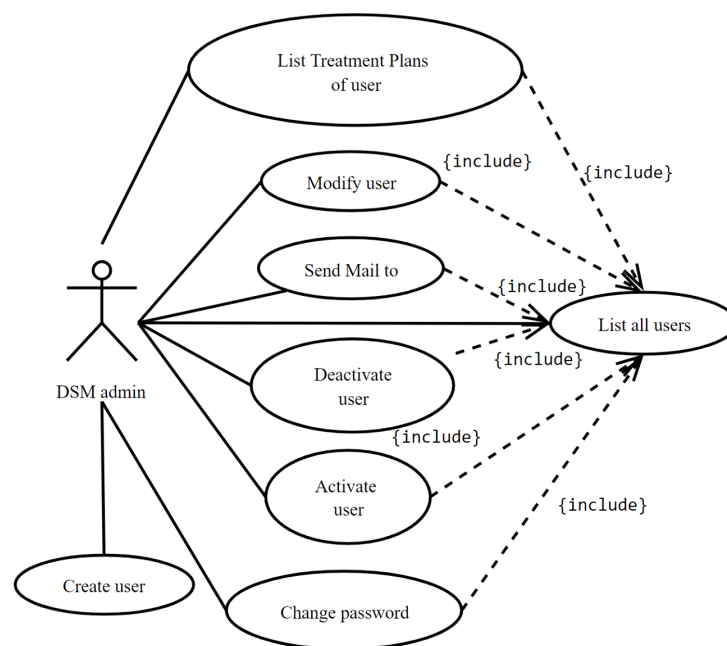 List Treatment Plans
of user
{include}
Modify user
{include}
Send Mail to
{include}
List all users
{include}
Deactivate
user
DSM admin
{include}
Activate
user
{include}
Create user
Change password